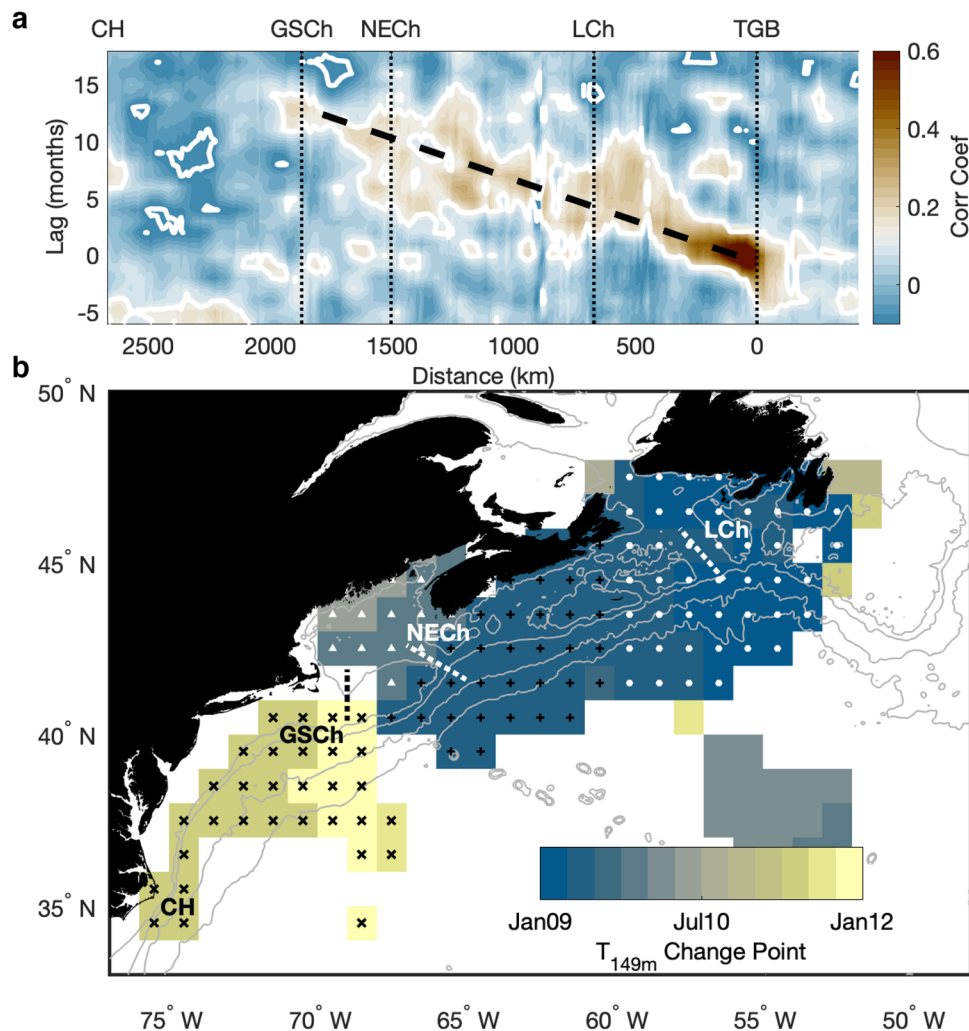 a
CH GSCh NECh LCh TGB
Lag (months)
15
10
5
0
-5
0.6
0.4
0.2
0
Corr Coef
2500 2000 1500 1000 500 0
Distance (km)
b
50° N
45° N
40° N
35° N
LCh
NECh
GSCh
CH
Jan09 Jul10 Jan12
T149m Change Point
75° W 70° W 65° W 60° W 55° W 50° W